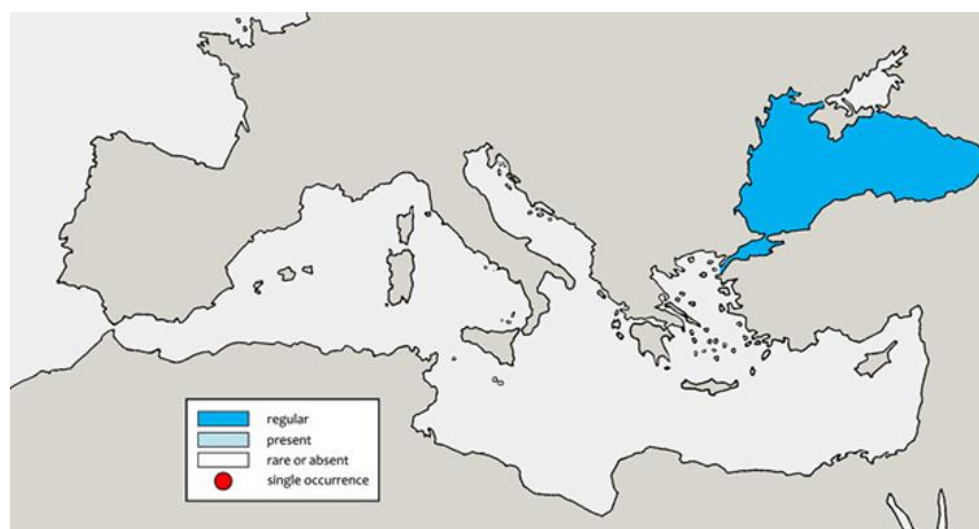 regular
present
rare or absent
single occurrence